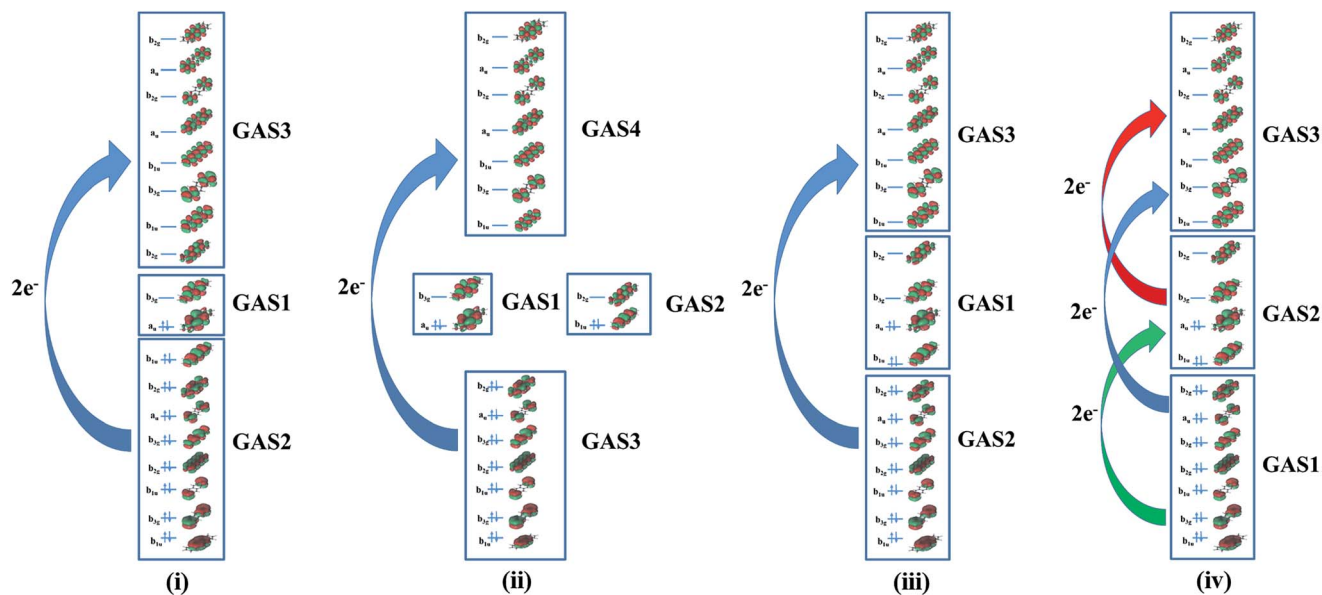 b2g
au
b2g
au
b1u
b3g
b1u
b2g
GAS3
2e-
b3g
au
GAS1
b1u
b2g
au
b3g
b2g
b1u
b3g
b1u
GAS2
(i)
b2g
au
b2g
au
b1u
b3g
b1u
GAS4
2e-
b3g
au
GAS1
b2g
b1u
GAS2
b2g
au
b3g
b2g
b1u
b3g
b1u
GAS3
(ii)
b2g
au
b2g
au
b1u
b3g
b1u
GAS3
2e-
b2g
b3g
au
b1u
GAS1
b2g
au
b3g
b2g
b1u
b3g
b1u
GAS2
(iii)
b2g
au
b2g
au
b1u
b3g
b1u
GAS3
2e-
2e-
2e-
b2g
b3g
au
b1u
GAS2
b2g
au
b3g
b2g
b1u
b3g
b1u
GAS1
(iv)